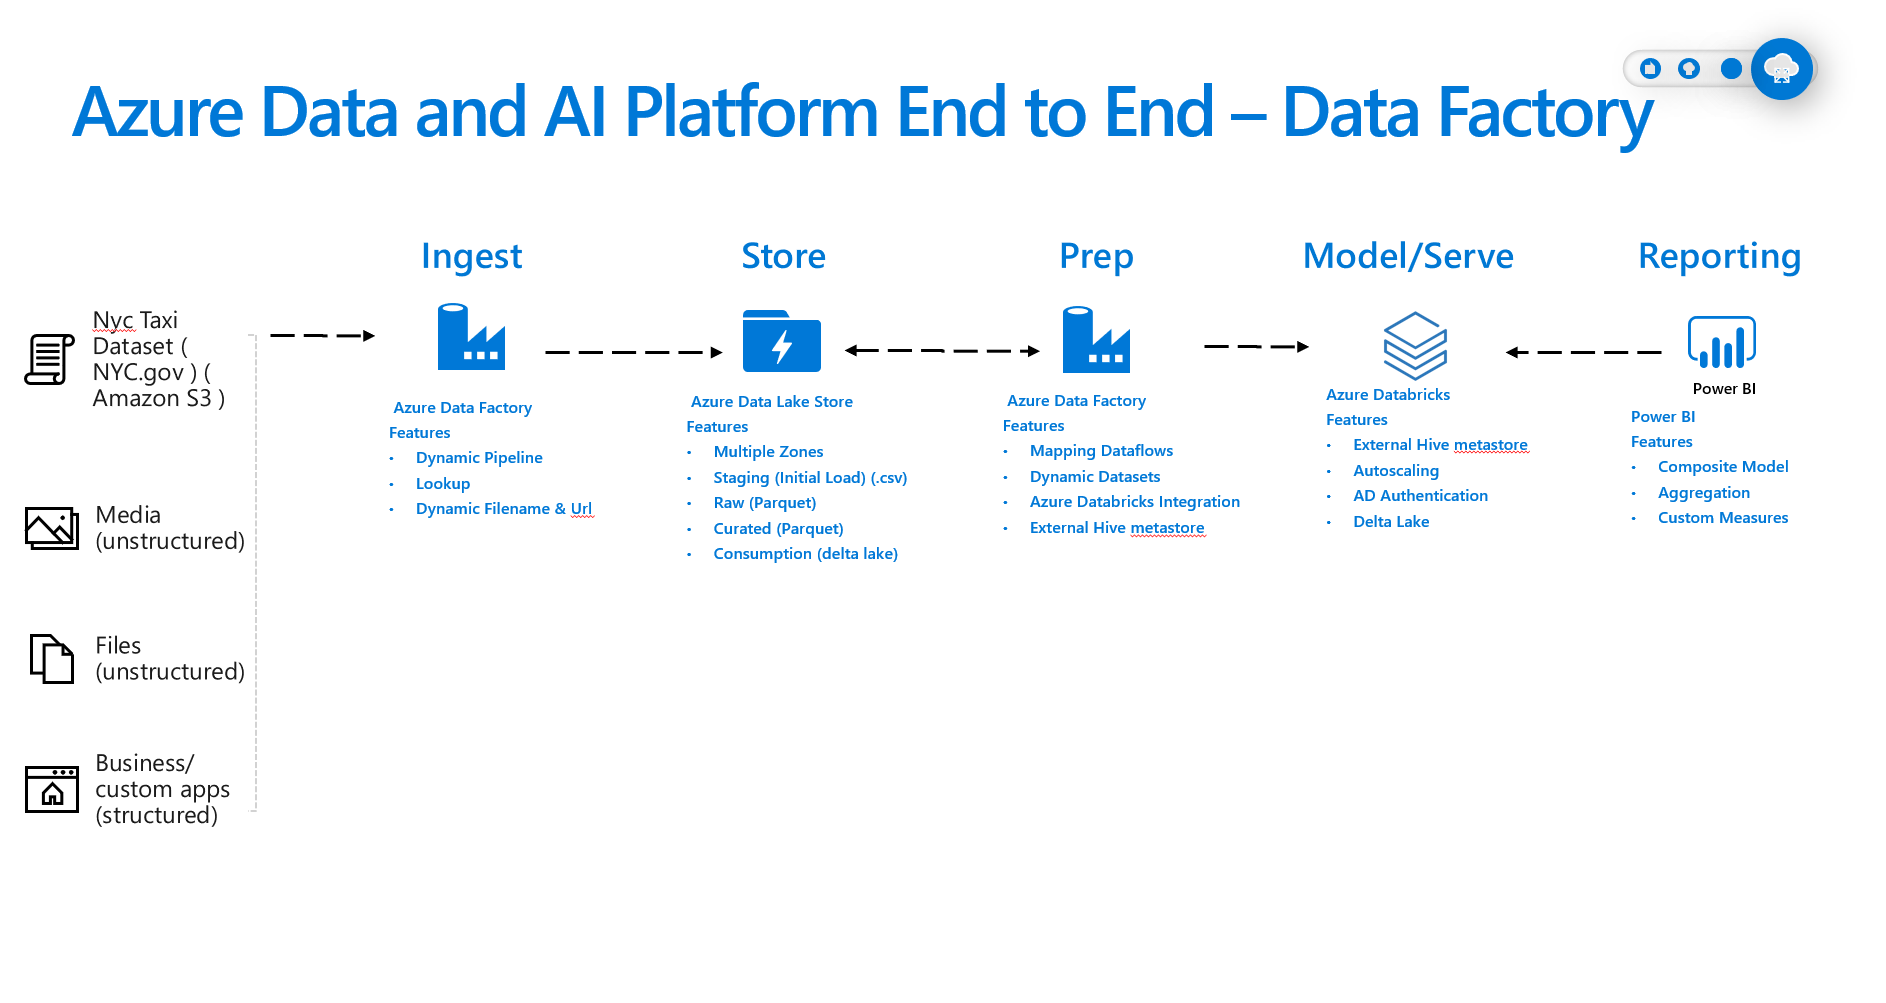 Azure Data and AI Platform End to End – Data Factory
Ingest
Store
Prep
Model/Serve
Reporting
Nyc Taxi
Dataset (
NYC.gov ) (
Amazon S3 )
Media
(unstructured)
Files
(unstructured)
Business/
custom apps
(structured)
Azure Data Factory
Features
• Dynamic Pipeline
• Lookup
• Dynamic Filename & Url
Azure Data Lake Store
Features
• Multiple Zones
• Staging (Initial Load) (.csv)
• Raw (Parquet)
• Curated (Parquet)
• Consumption (delta lake)
Azure Data Factory
Features
• Mapping Dataflows
• Dynamic Datasets
• Azure Databricks Integration
• External Hive metastore
Azure Databricks
Features
• External Hive metastore
• Autoscaling
• AD Authentication
• Delta Lake
Power BI
Power BI
Features
• Composite Model
• Aggregation
• Custom Measures